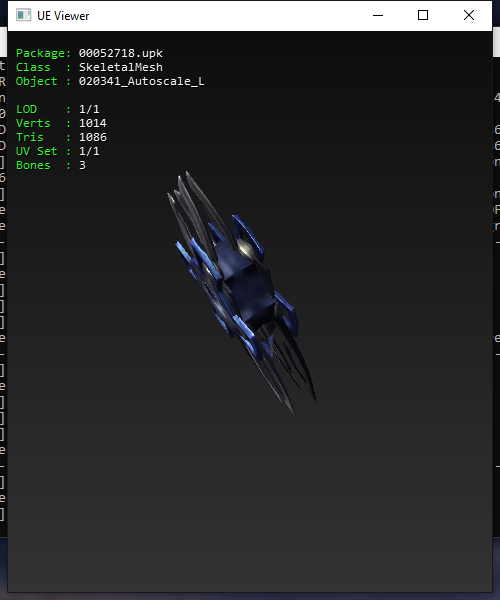 UE Viewer
Package: 00052718.upk
Class : SkeletalMesh
Object : 020341_Autoscale_L
LOD : 1/1
Verts : 1014
Tris : 1086
UV Set : 1/1
Bones : 3